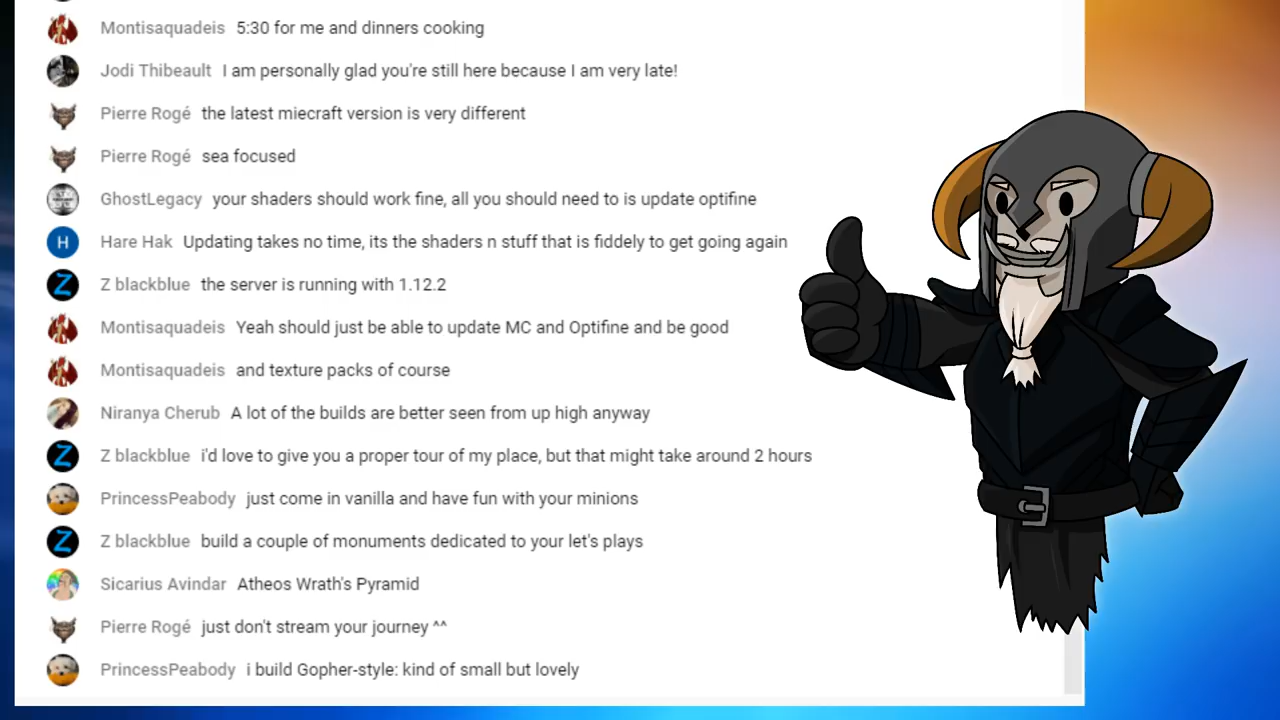 Montisaquadeis 5:30 for me and dinners cooking
Jodi Thibeault I am personally glad you're still here because I am very late!
Pierre Rogé the latest miecraft version is very different
Pierre Rogé sea focused
GhostLegacy your shaders should work fine, all you should need to is update optifine
H Hare Hak Updating takes no time, its the shaders n stuff that is fiddely to get going again
Z Z blackblue the server is running with 1.12.2
Montisaquadeis Yeah should just be able to update MC and Optifine and be good
Montisaquadeis and texture packs of course
Niranya Cherub A lot of the builds are better seen from up high anyway
Z Z blackblue i'd love to give you a proper tour of my place, but that might take around 2 hours
PrincessPeabody just come in vanilla and have fun with your minions
Z Z blackblue build a couple of monuments dedicated to your let's plays
Sicarius Avindar Atheos Wrath's Pyramid
Pierre Rogé just don't stream your journey ^^
PrincessPeabody i build Gopher-style: kind of small but lovely